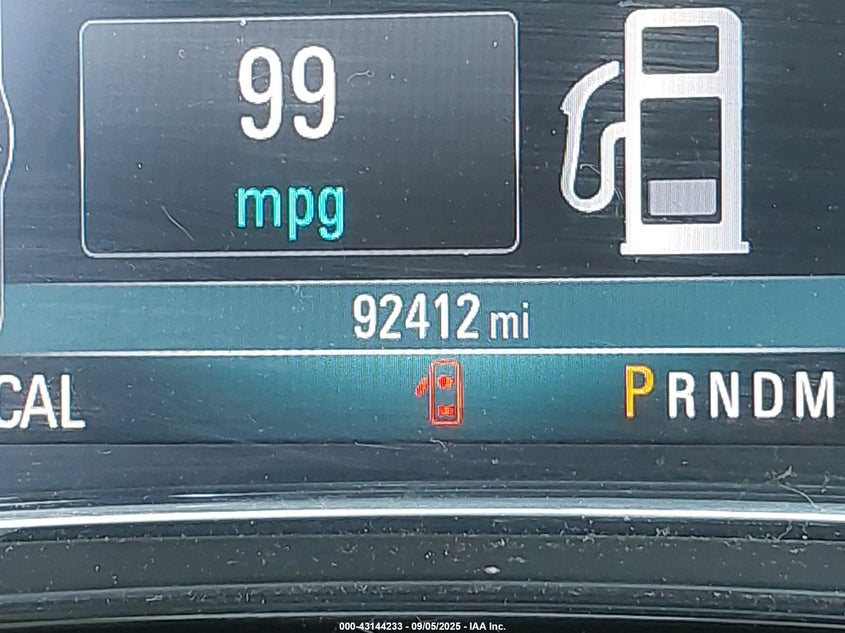 99
mpg
92412 mi
CAL
PRNDM
000-43144233 - 09/05/2025 - IAA Inc.